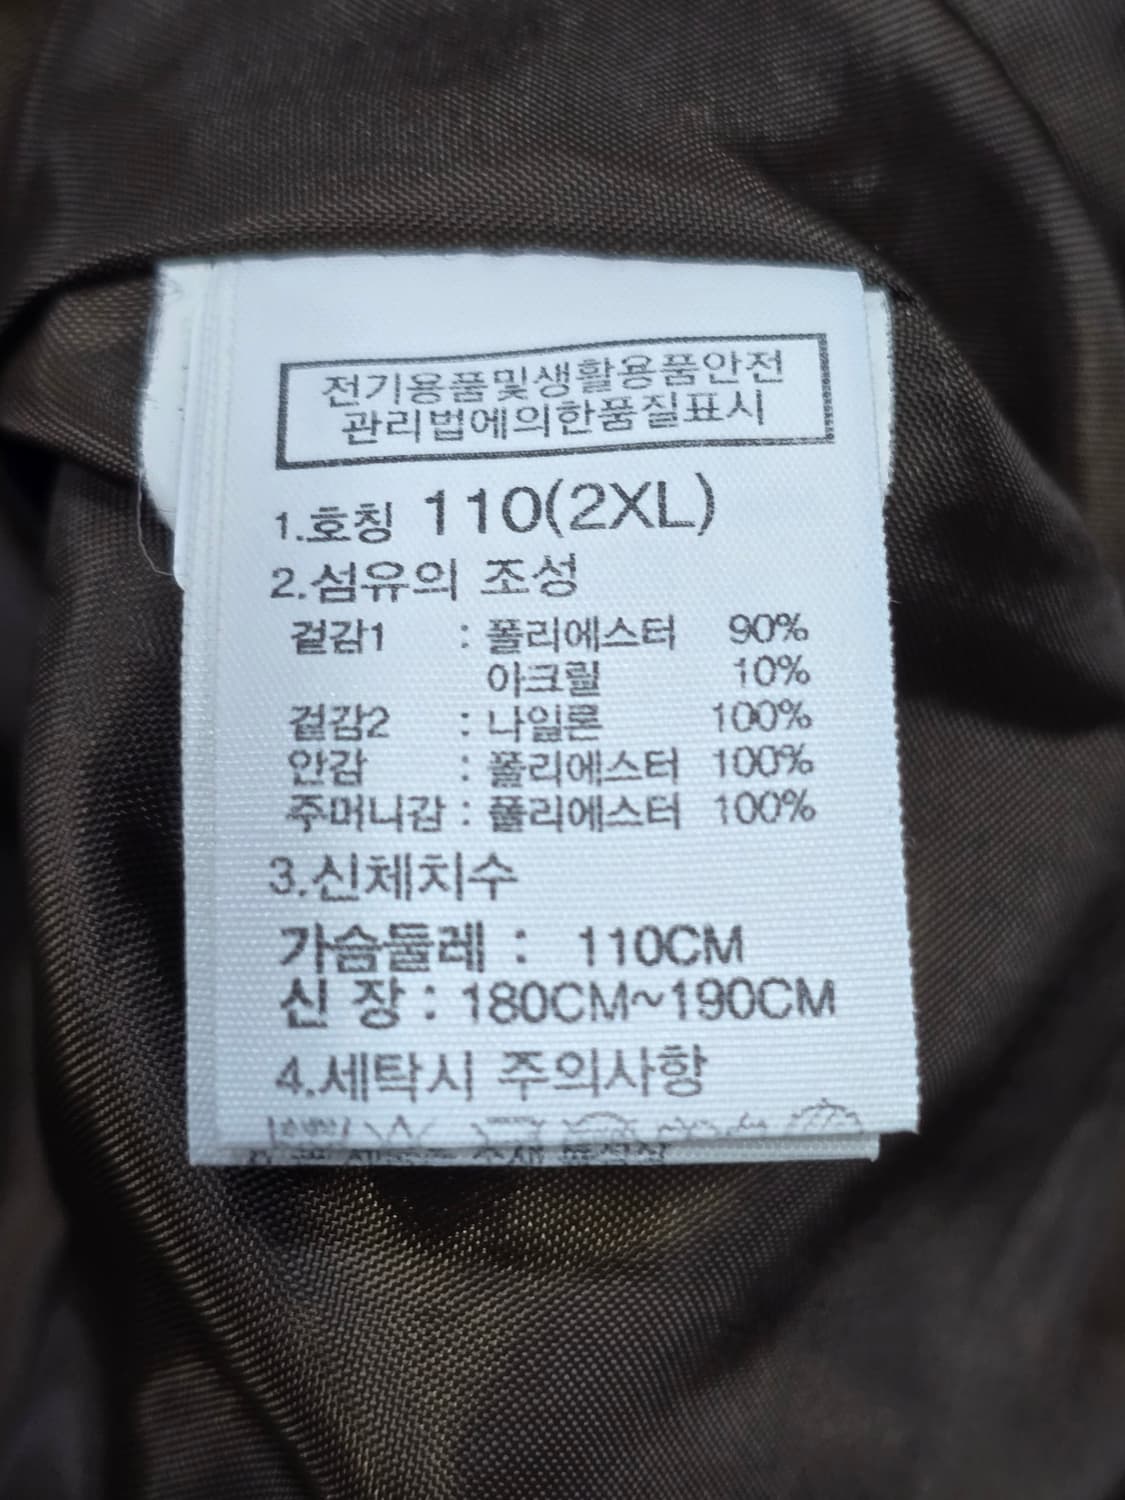 전기용품및생활용품안전
관리법에의한품질표시
1.호칭 110(2XL)
2.섬유의 조성
겉감1 : 폴리에스터 90%
아크릴 10%
겉감2 : 나일론 100%
안감 : 폴리에스터 100%
주머니감 : 폴리에스터 100%
3.신체치수
가슴둘레 : 110CM
신 장 : 180CM~190CM
4.세탁시 주의사항